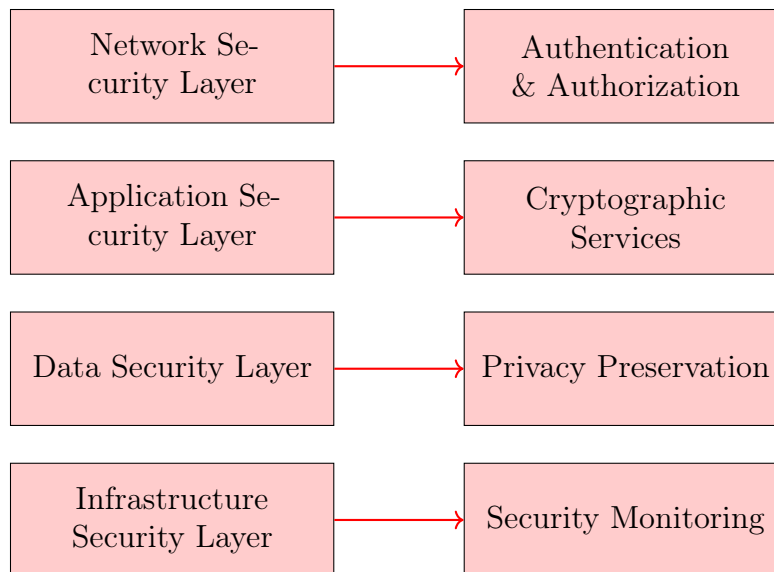 Network Se-
curity Layer
Authentication
& Authorization
Application Se-
curity Layer
Cryptographic
Services
Data Security Layer
Privacy Preservation
Infrastructure
Security Layer
Security Monitoring